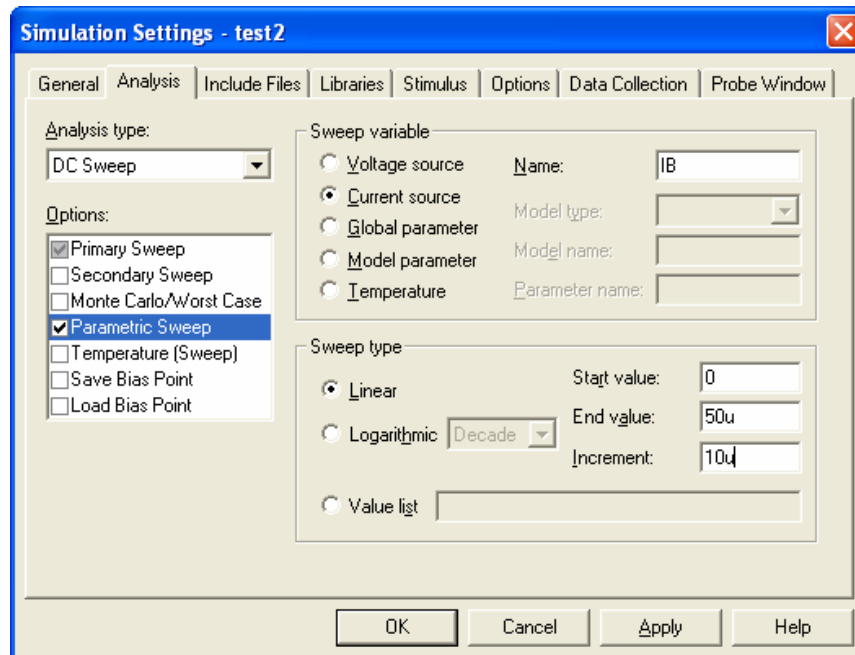 Simulation Settings - test2
General Analysis Include Files Libraries Stimulus Options Data Collection Probe Window
Analysis type:
DC Sweep
Options:
Primary Sweep
Secondary Sweep
Monte Carlo/Worst Case
Parametric Sweep
Temperature (Sweep)
Save Bias Point
Load Bias Point
Sweep variable
Voltage source
Current source
Global parameter
Model parameter
Temperature
Name: IB
Model type:
Model name:
Parameter name:
Sweep type
Linear
Logarithmic Decade
Value list
Start value: 0
End value: 50u
Increment: 10u
OK Cancel Apply Help